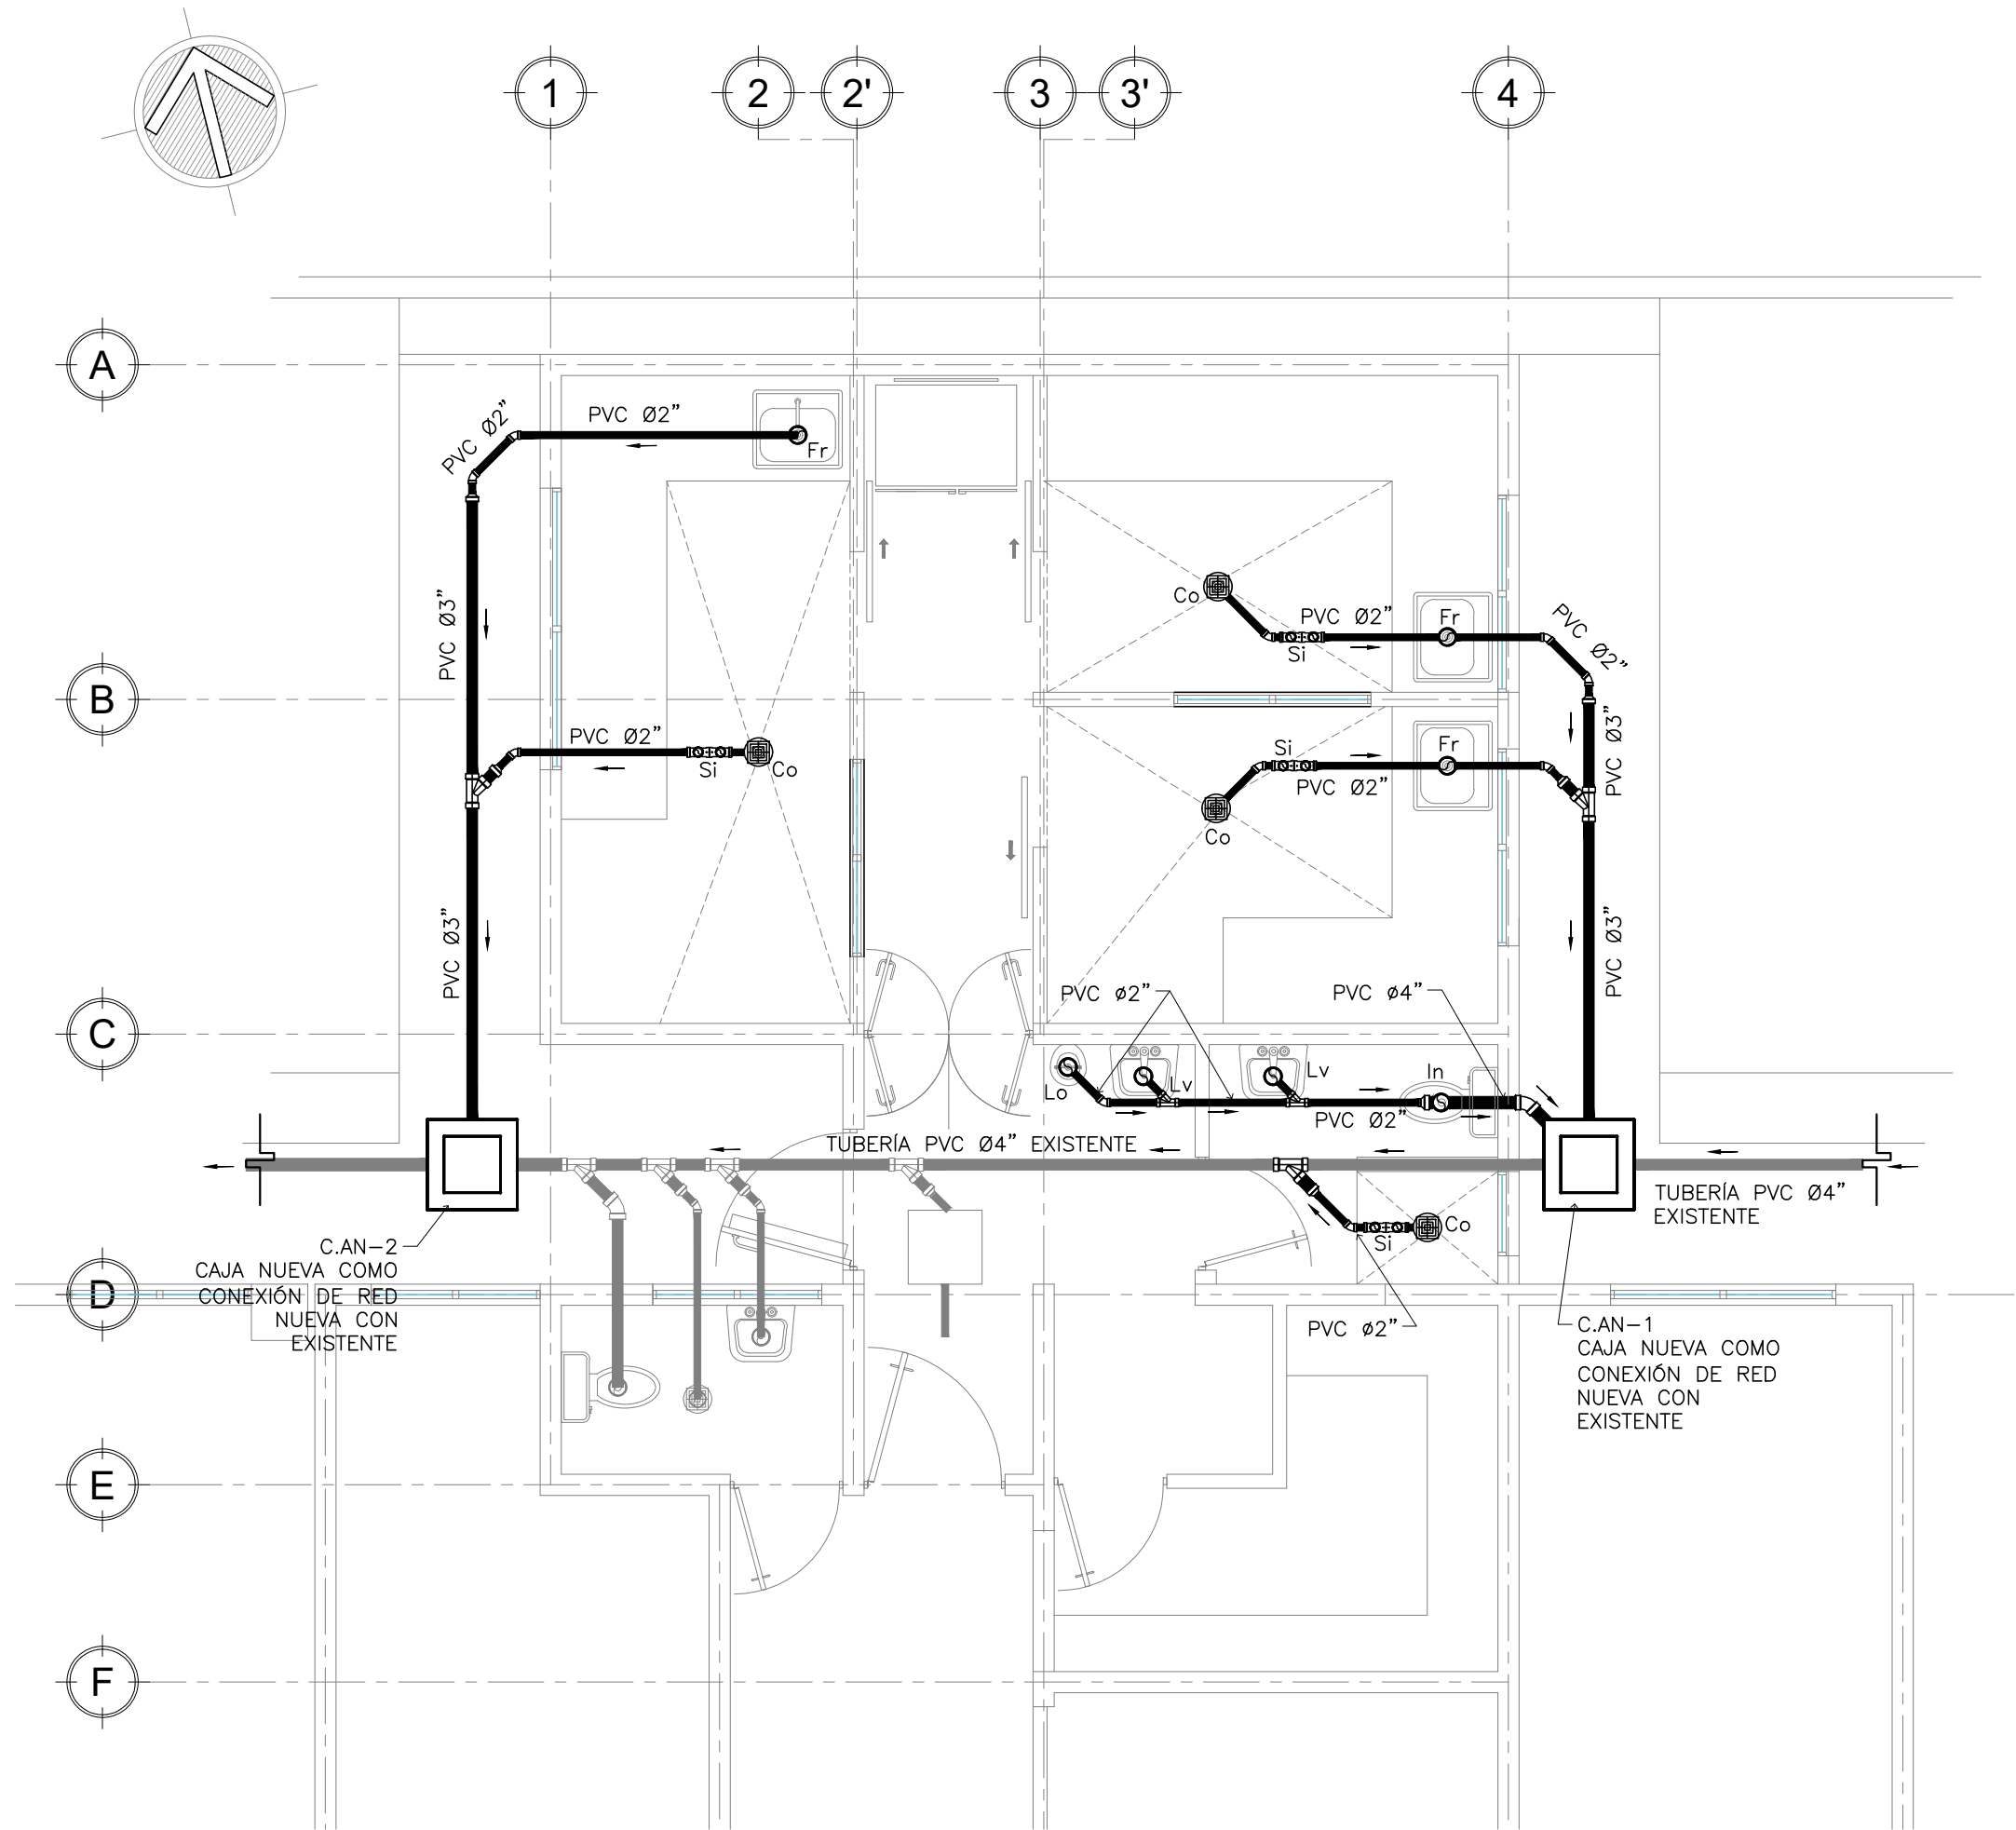 1
2
2'
3
3'
4
A
PVC Ø2"
PVC Ø2"
Fr
PVC Ø3"
Co
PVC Ø2"
Fr
Si
PVC Ø2"
B
PVC Ø2"
Si
Co
Si
PVC Ø2"
Fr
Co
PVC Ø3"
PVC Ø3"
PVC Ø3"
PVC ø2"
PVC ø4"
C
Lo
Lv
Lv
In
PVC Ø2"
TUBERÍA PVC Ø4" EXISTENTE
TUBERÍA PVC Ø4"
EXISTENTE
Si
Co
C.AN-2
CAJA NUEVA COMO
CONEXIÓN DE RED
NUEVA CON
EXISTENTE
D
PVC ø2"
C.AN-1
CAJA NUEVA COMO
CONEXIÓN DE RED
NUEVA CON
EXISTENTE
E
F